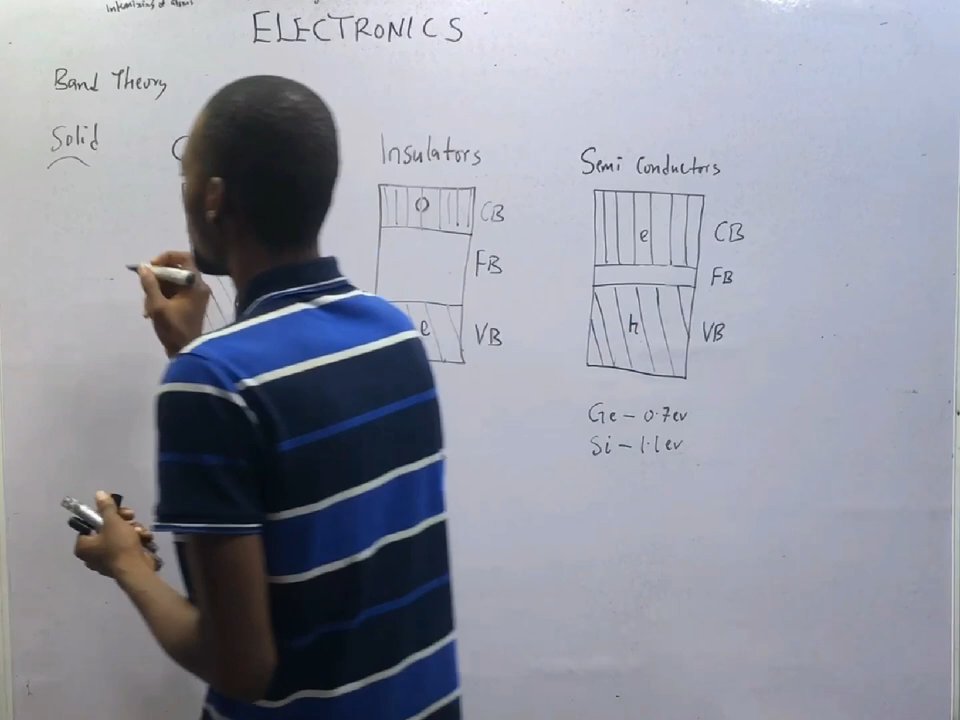 ELECTRONICS
Band Theory
Solid
C
Insulators
O
CB
FB
e
VB
Semi Conductors
e
CB
FB
h
VB
Ge - 0.7ev
Si - 1.1ev